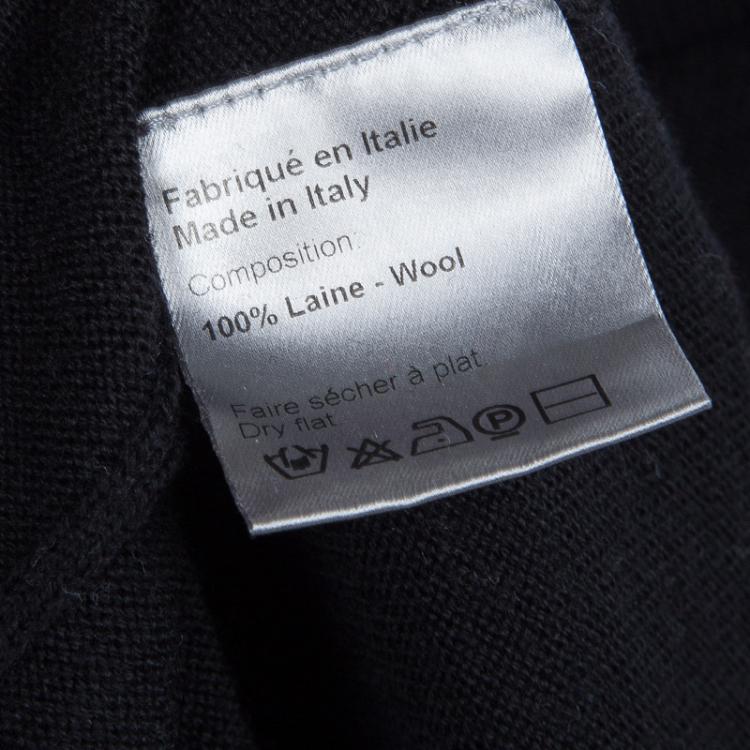 Fabriqué en Italie
Made in Italy
Composition:
100% Laine - Wool
Faire sécher à plat.
Dry flat
P